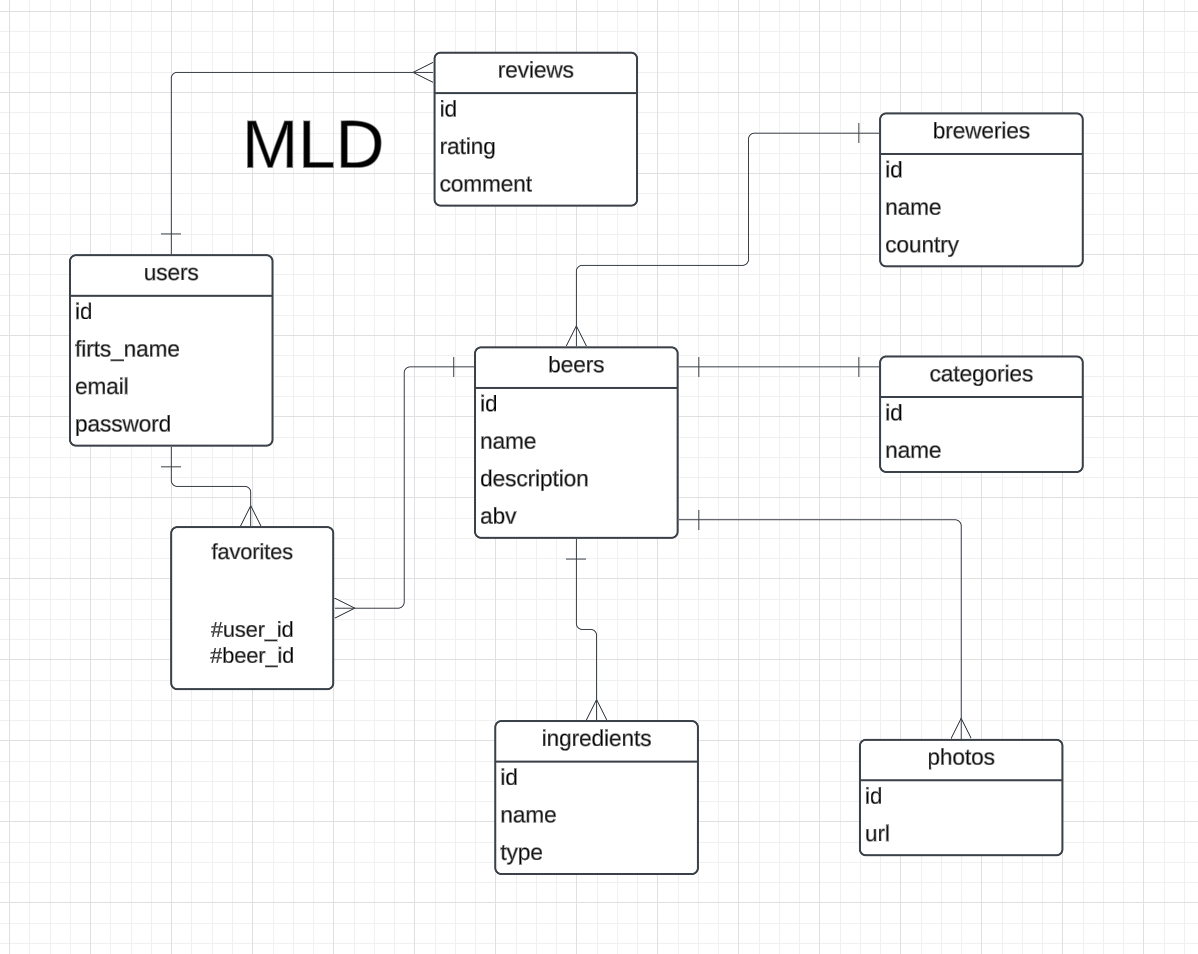 MLD
reviews
id
rating
comment
breweries
id
name
country
users
id
firts_name
email
password
beers
id
name
description
abv
categories
id
name
favorites
#user_id
#beer_id
ingredients
id
name
type
photos
id
url